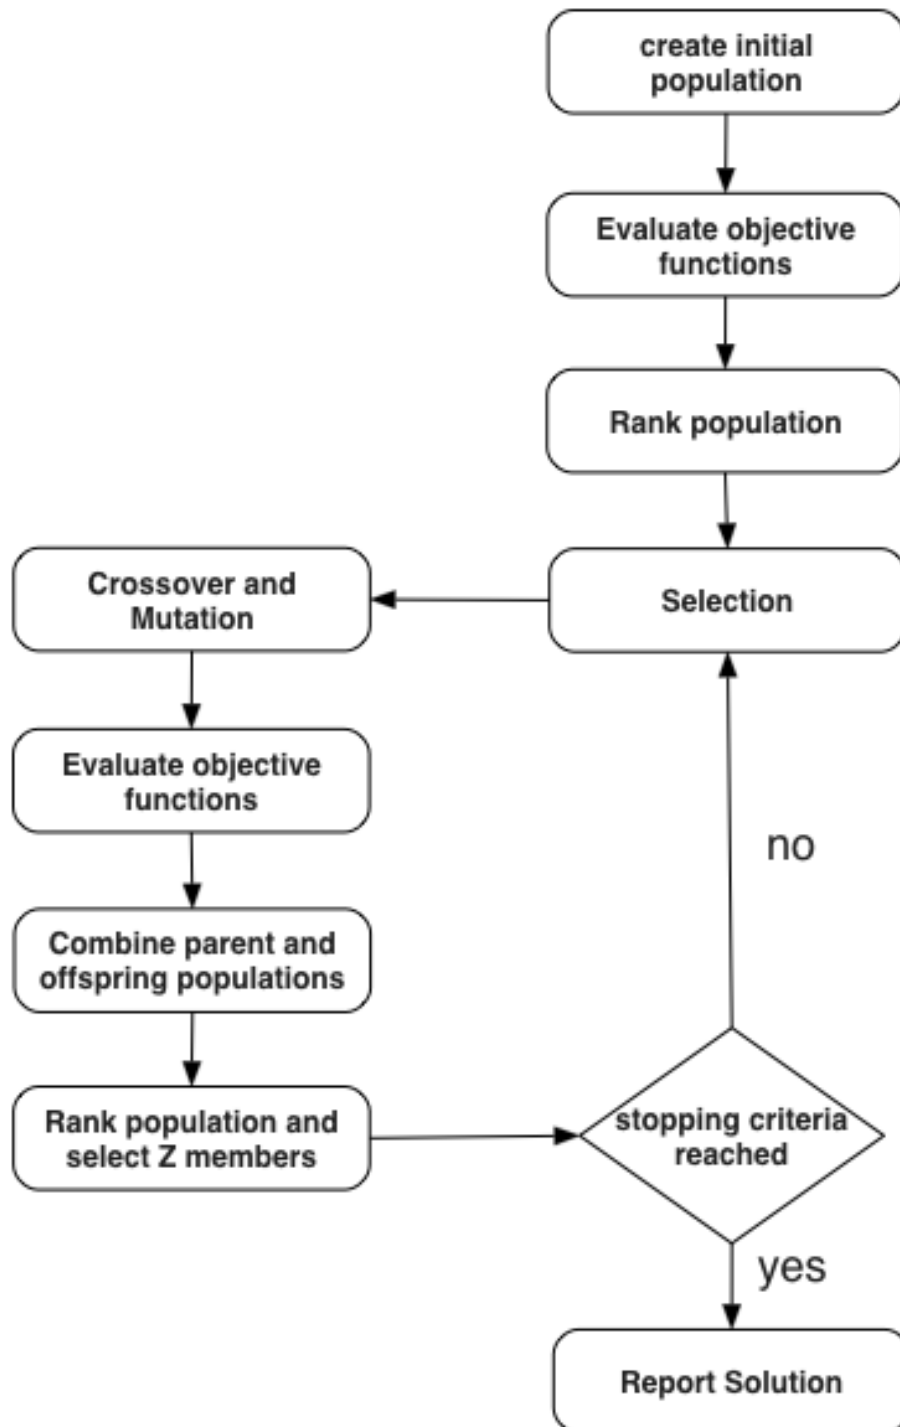 create initial
population
Evaluate objective
functions
Rank population
Selection
Crossover and
Mutation
Evaluate objective
functions
Combine parent and
offspring populations
Rank population and
select Z members
stopping criteria
reached
no
yes
Report Solution